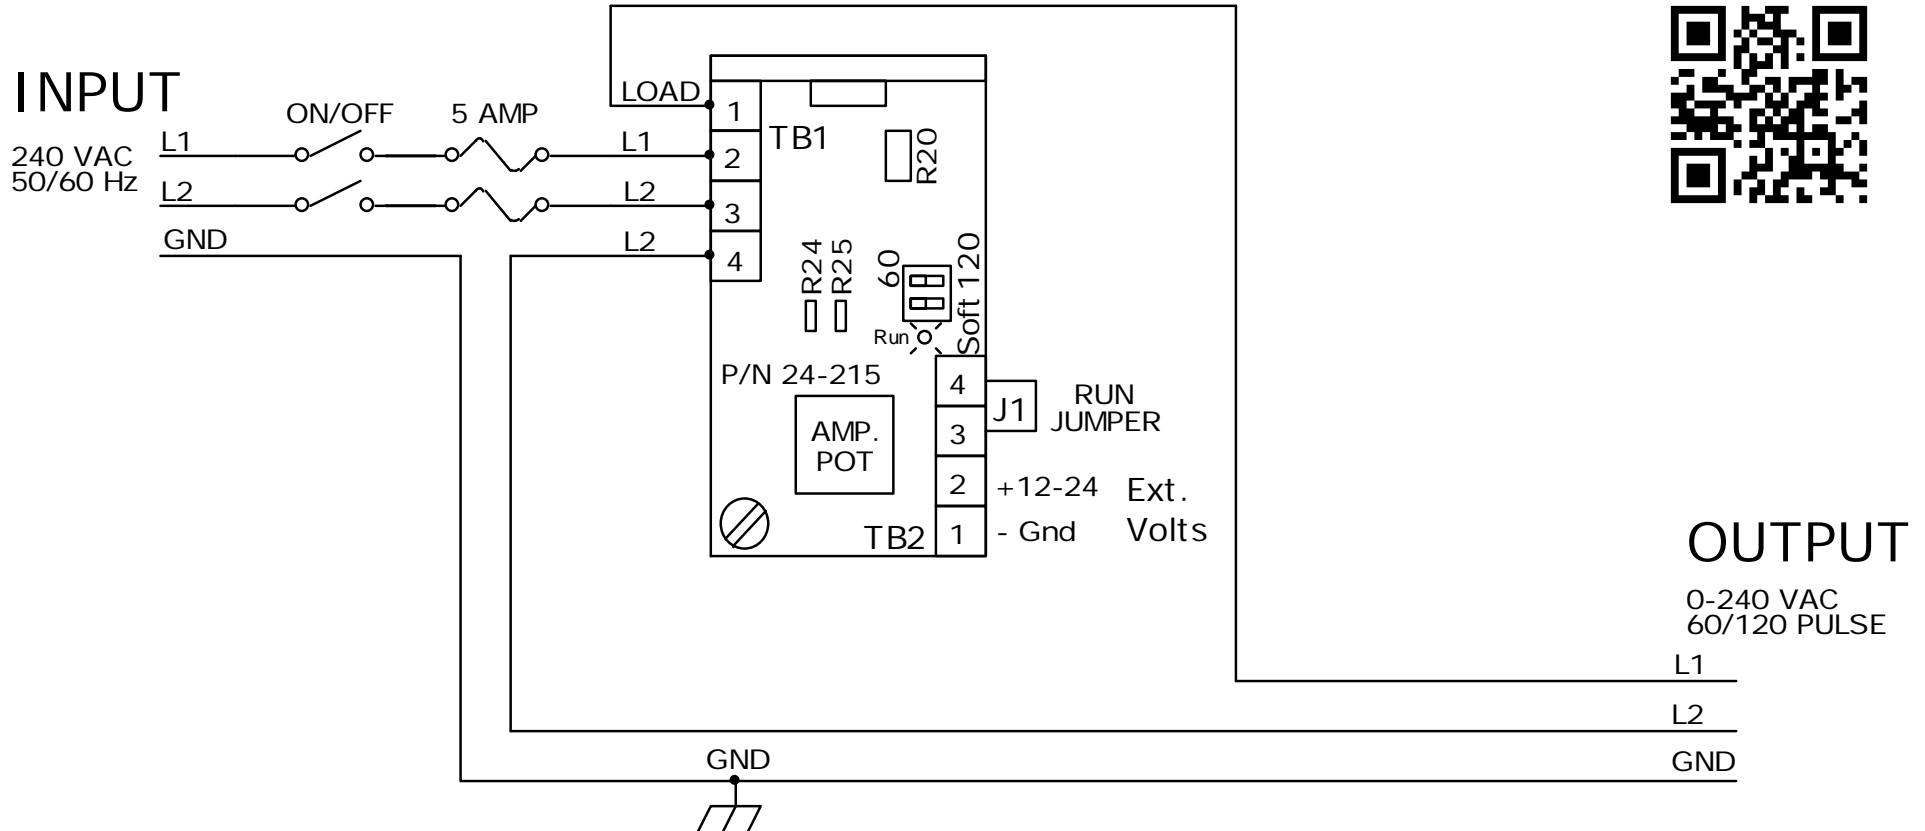 INPUT
240 VAC
50/60 Hz
L1
L2
GND
ON/OFF
5 AMP
LOAD
L1
L2
L2
1
2
3
4
TB1
R20
R24
R25
60
Soft 120
Run
P/N 24-215
AMP.
POT
4
3
2
1
TB2
J1
RUN
JUMPER
+12-24
- Gnd
Ext.
Volts
OUTPUT
0-240 VAC
60/120 PULSE
L1
L2
GND
GND